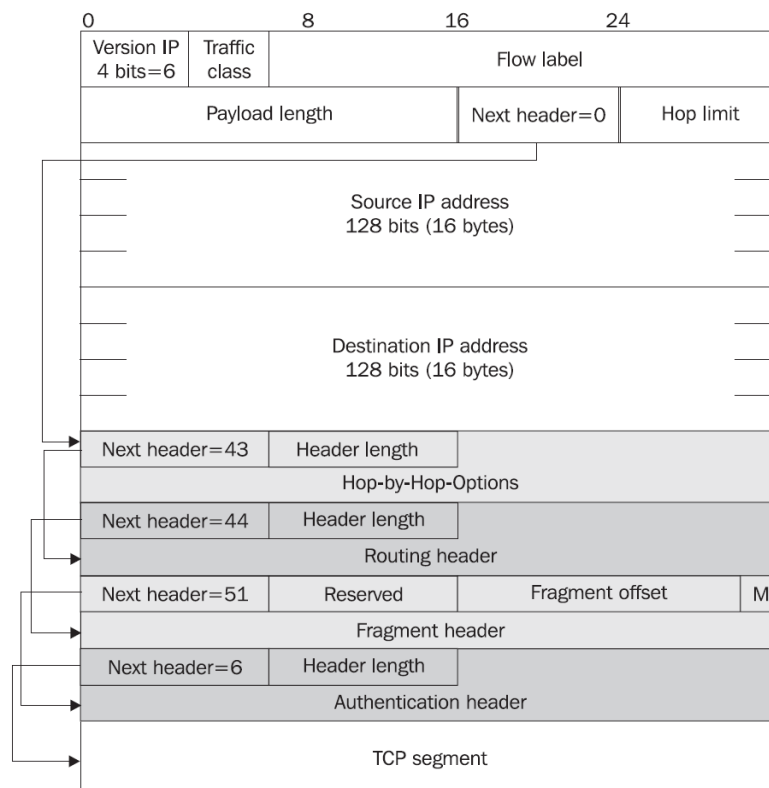 0 8 16 24
Version IP Traffic Flow label
4 bits=6 class
Payload length Next header=0 Hop limit
Source IP address
128 bits (16 bytes)
Destination IP address
128 bits (16 bytes)
Next header=43 Header length
Hop-by-Hop-Options
Next header=44 Header length
Routing header
Next header=51 Reserved Fragment offset M
Fragment header
Next header=6 Header length
Authentication header
TCP segment